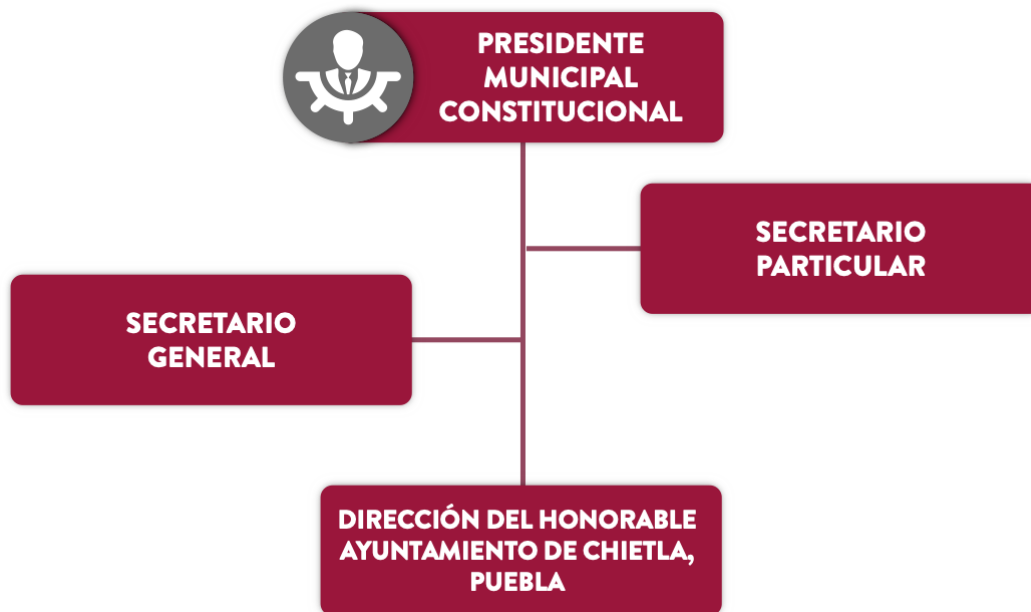 PRESIDENTE
MUNICIPAL
CONSTITUCIONAL
SECRETARIO
PARTICULAR
SECRETARIO
GENERAL
DIRECCIÓN DEL HONORABLE
AYUNTAMIENTO DE CHIETLA,
PUEBLA